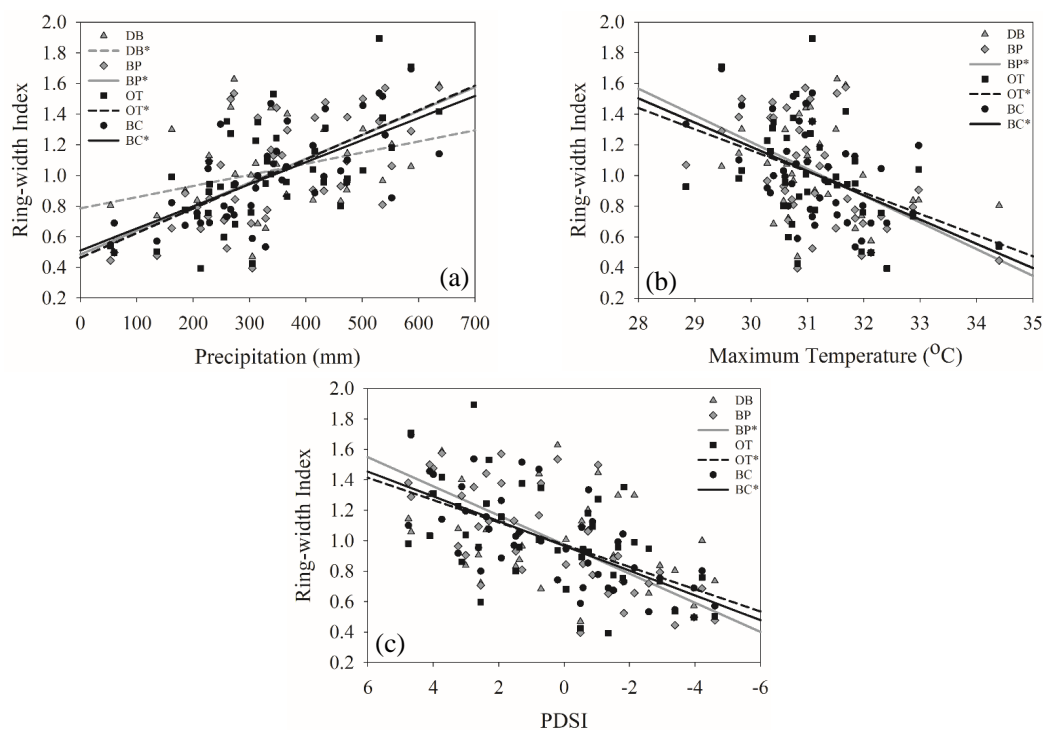 2.0
1.8
1.6
1.4
1.2
1.0
0.8
0.6
0.4
0.2
Ring-width Index
DB
DB*
BP
BP*
OT
OT*
BC
BC*
(a)
0 100 200 300 400 500 600 700
Precipitation (mm)
2.0
1.8
1.6
1.4
1.2
1.0
0.8
0.6
0.4
0.2
Ring-width Index
DB
BP
BP*
OT
OT*
BC
BC*
(b)
28 29 30 31 32 33 34 35
Maximum Temperature (°C)
2.0
1.8
1.6
1.4
1.2
1.0
0.8
0.6
0.4
0.2
Ring-width Index
DB
BP
BP*
OT
OT*
BC
BC*
(c)
6 4 2 0 -2 -4 -6
PDSI